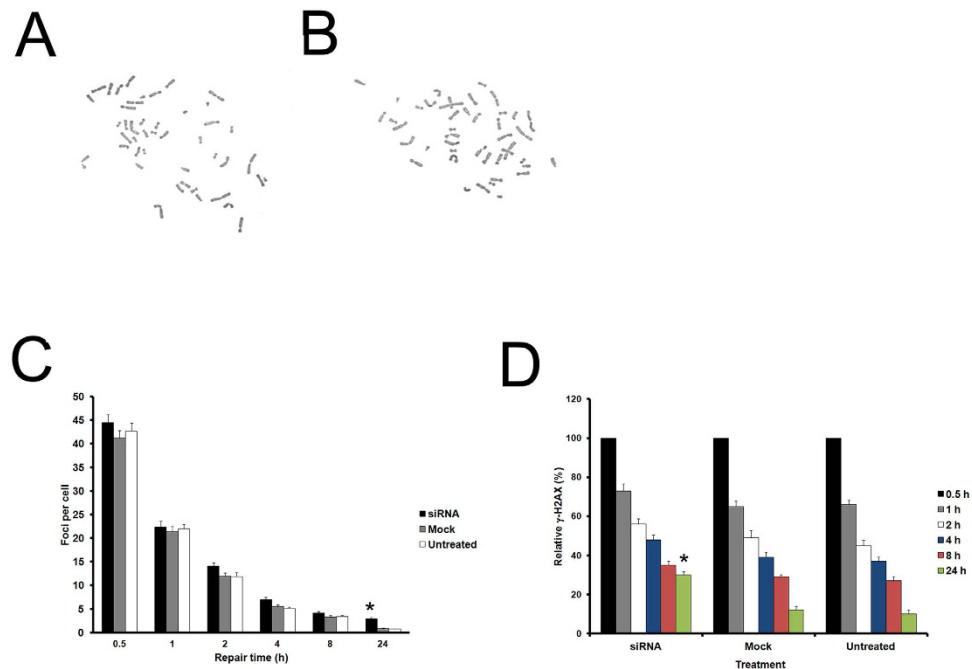 A
B
C
50
45
40
35
30
25
20
15
10
5
0
Foci per cell
0.5 1 2 4 8 24
Repair time (h)
*
siRNA
Mock
Untreated
D
120
100
80
60
40
20
0
Relative γ-H2AX (%)
*
siRNA Mock Untreated
Treatment
0.5 h
1 h
2 h
4 h
8 h
24 h